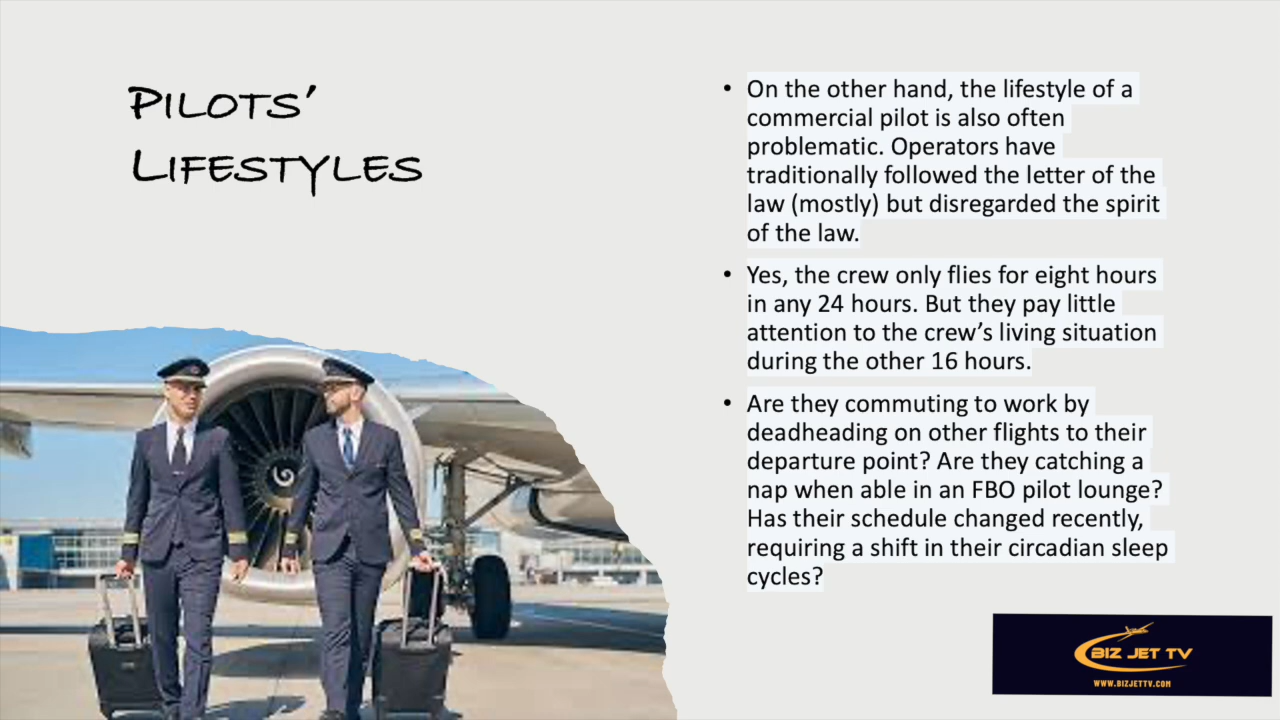 PILOTS’
LIFESTYLES
• On the other hand, the lifestyle of a
commercial pilot is also often
problematic. Operators have
traditionally followed the letter of the
law (mostly) but disregarded the spirit
of the law.
• Yes, the crew only flies for eight hours
in any 24 hours. But they pay little
attention to the crew’s living situation
during the other 16 hours.
• Are they commuting to work by
deadheading on other flights to their
departure point? Are they catching a
nap when able in an FBO pilot lounge?
Has their schedule changed recently,
requiring a shift in their circadian sleep
cycles?
BIZ JET TV
WWW.BIZJETTV.COM